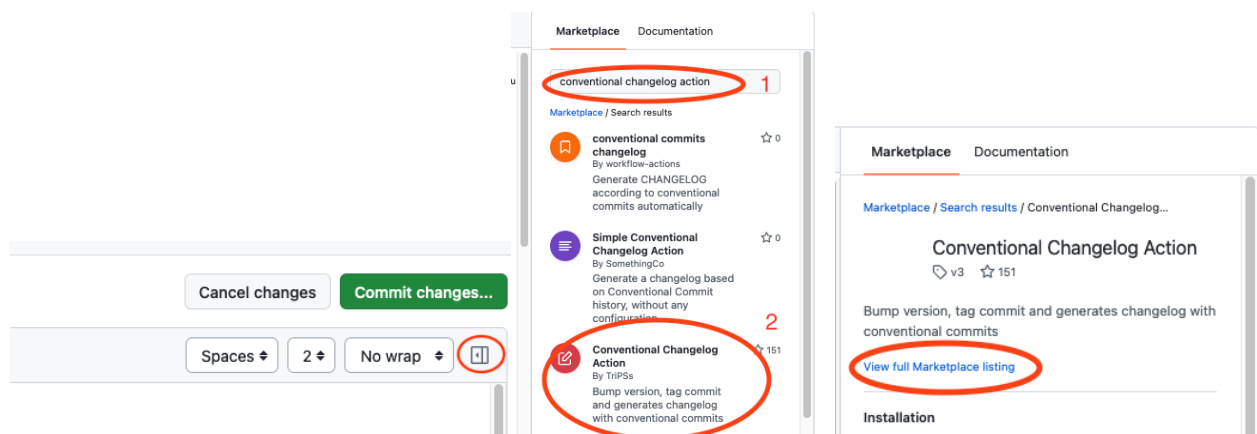 Cancel changes
Commit changes...
Spaces
2
No wrap
u
Marketplace Documentation
conventional changelog action
1
Marketplace / Search results
conventional commits
changelog
0
By workflow-actions
Generate CHANGELOG
according to conventional
commits automatically
Simple Conventional
Changelog Action
0
By SomethingCo
Generate a changelog based
on Conventional Commit
history, without any
configuration
2
Conventional Changelog
Action
151
By TriPSs
Bump version, tag commit
and generates changelog
with conventional commits
Marketplace Documentation
Marketplace / Search results / Conventional Changelog...
Conventional Changelog Action
v3 151
Bump version, tag commit and generates changelog with
conventional commits
View full Marketplace listing
Installation